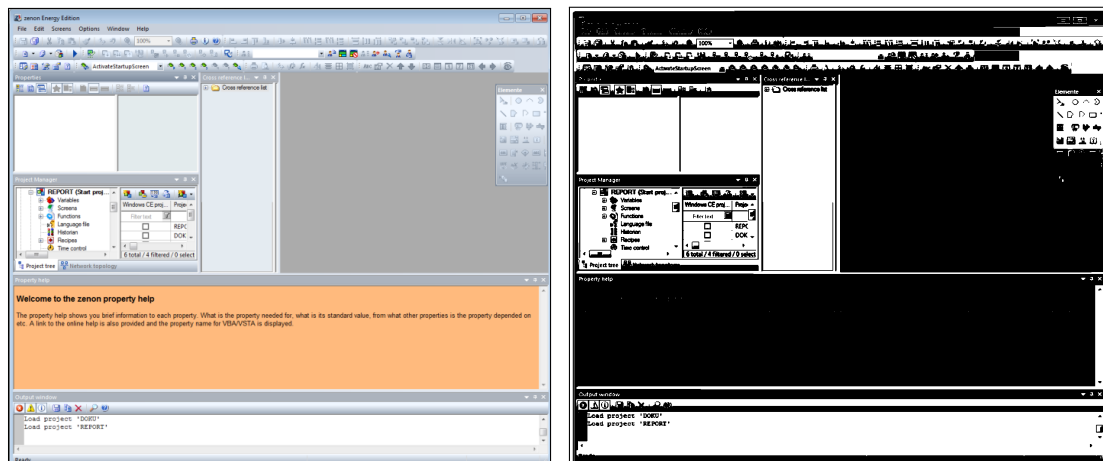 zenon Energy Edition
File Edit Screens Options Window Help
100%
ActivateStartupScreen
Properties
Cross reference l...
Cross reference list
Elemente
Project Manager
REPORT (Start proj...
Variables
Screens
Functions
Language file
Historian
Recipes
Time control
Windows CE proj... Proje
Filter text
REPC
DOK
6 total / 4 filtered / 0 select
Project tree Network topology
Property help
Welcome to the zenon property help
The property help shows you brief information to each property. What is the property needed for, what is its standard value, from what other properties is the property depended on
etc. A link to the online help is also provided and the property name for VBA/VSTA is displayed.
Output window
Load project 'DOKU'
Load project 'REPORT'
Ready
100%
ActivateStartupScreen
Cross reference l...
Cross reference list
Elemente
Project Manager
REPORT (Start proj...
Variables
Screens
Functions
Language file
Historian
Recipes
Time control
Windows CE proj... Proje
Filter text
REPC
DOK
6 total / 4 filtered / 0 select
Project tree Network topology
Property help
Output window
Load project 'DOKU'
Load project 'REPORT'